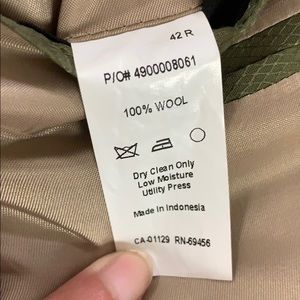 42 R
P/O# 4900008061
100% WOOL
Dry Clean Only
Low Moisture
Utility Press
Made in Indonesia
CA-01129 RN-69456